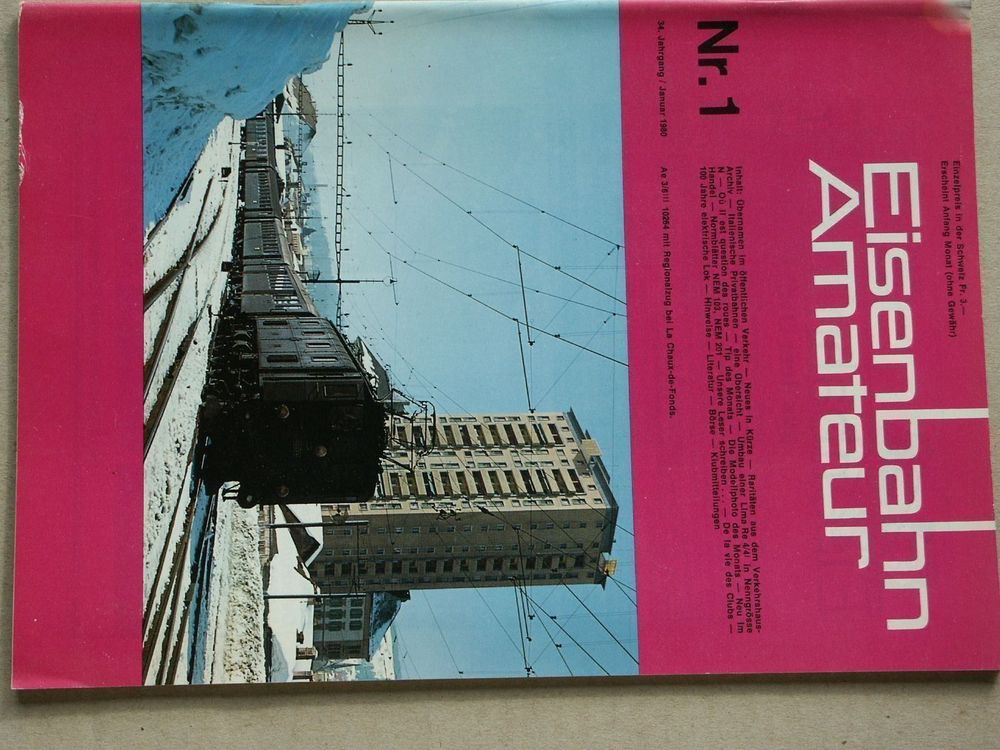 Einzelpreis in der Schweiz Fr. 3.—
Erscheint Anfang Monat (ohne Gewähr)
Eisenbahn
Amateur
Nr. 1
Inhalt: Übernamen im öffentlichen Verkehr — Neues in Kürze — Raritäten aus dem Verkehrshaus-
Archiv — Italienische Privatbahnen — eine Übersicht — Umbau einer Lima Re 4/4 I in Nenngrösse
N — Où il est question des roues — Tip des Monats — Die Modellphoto des Monats — Neu im
Handel — Normblätter NEM 103, NEM 201 — Unsere Leser schreiben . . . — De la vie des Clubs —
100 Jahre elektrische Lok — Hinweise — Literatur — Börse — Klubmitteilungen
34. Jahrgang / Januar 1980
Ae 3/6 III 10264 mit Regionalzug bei La Chaux-de-Fonds.